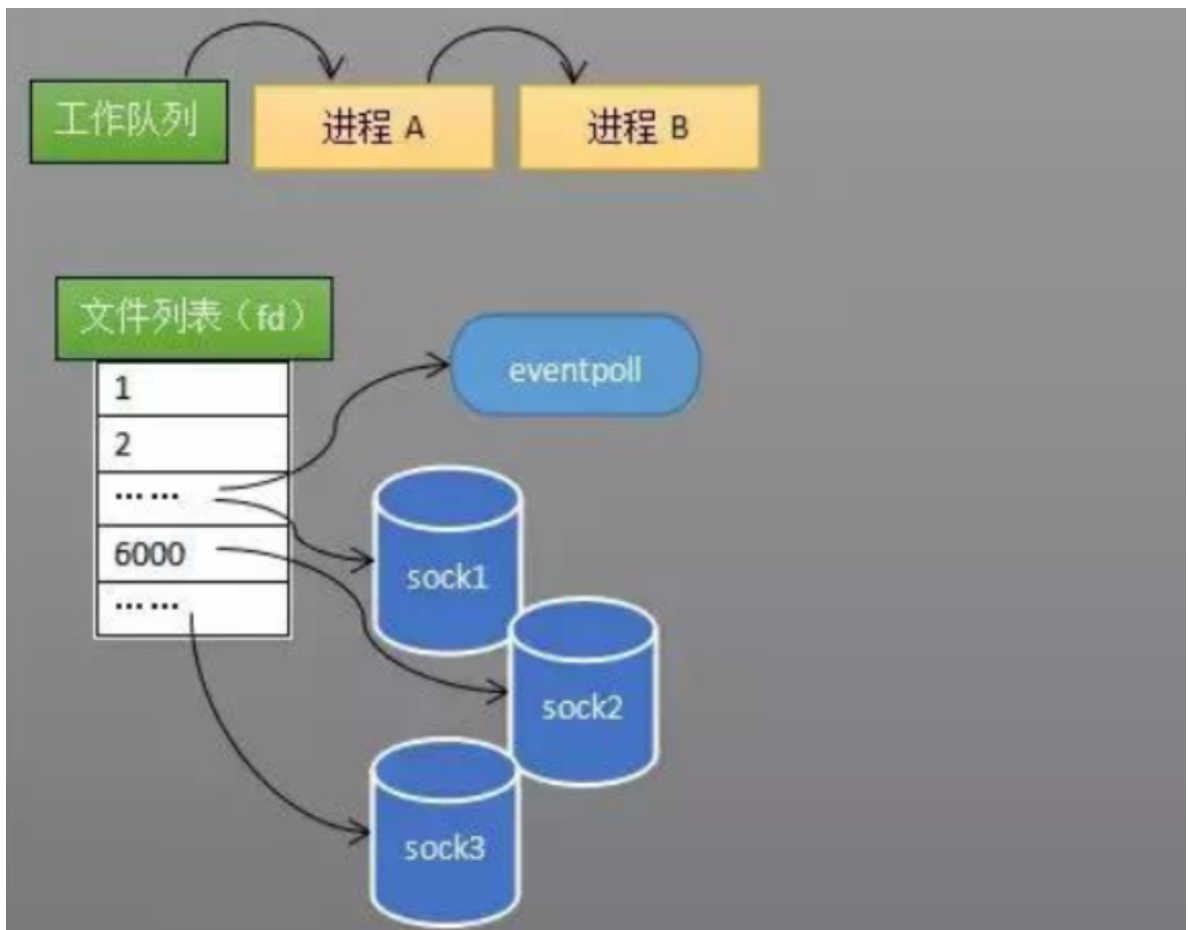 工作队列
进程 A
进程 B
文件列表（fd）
1
2
……
6000
……
eventpoll
sock1
sock2
sock3